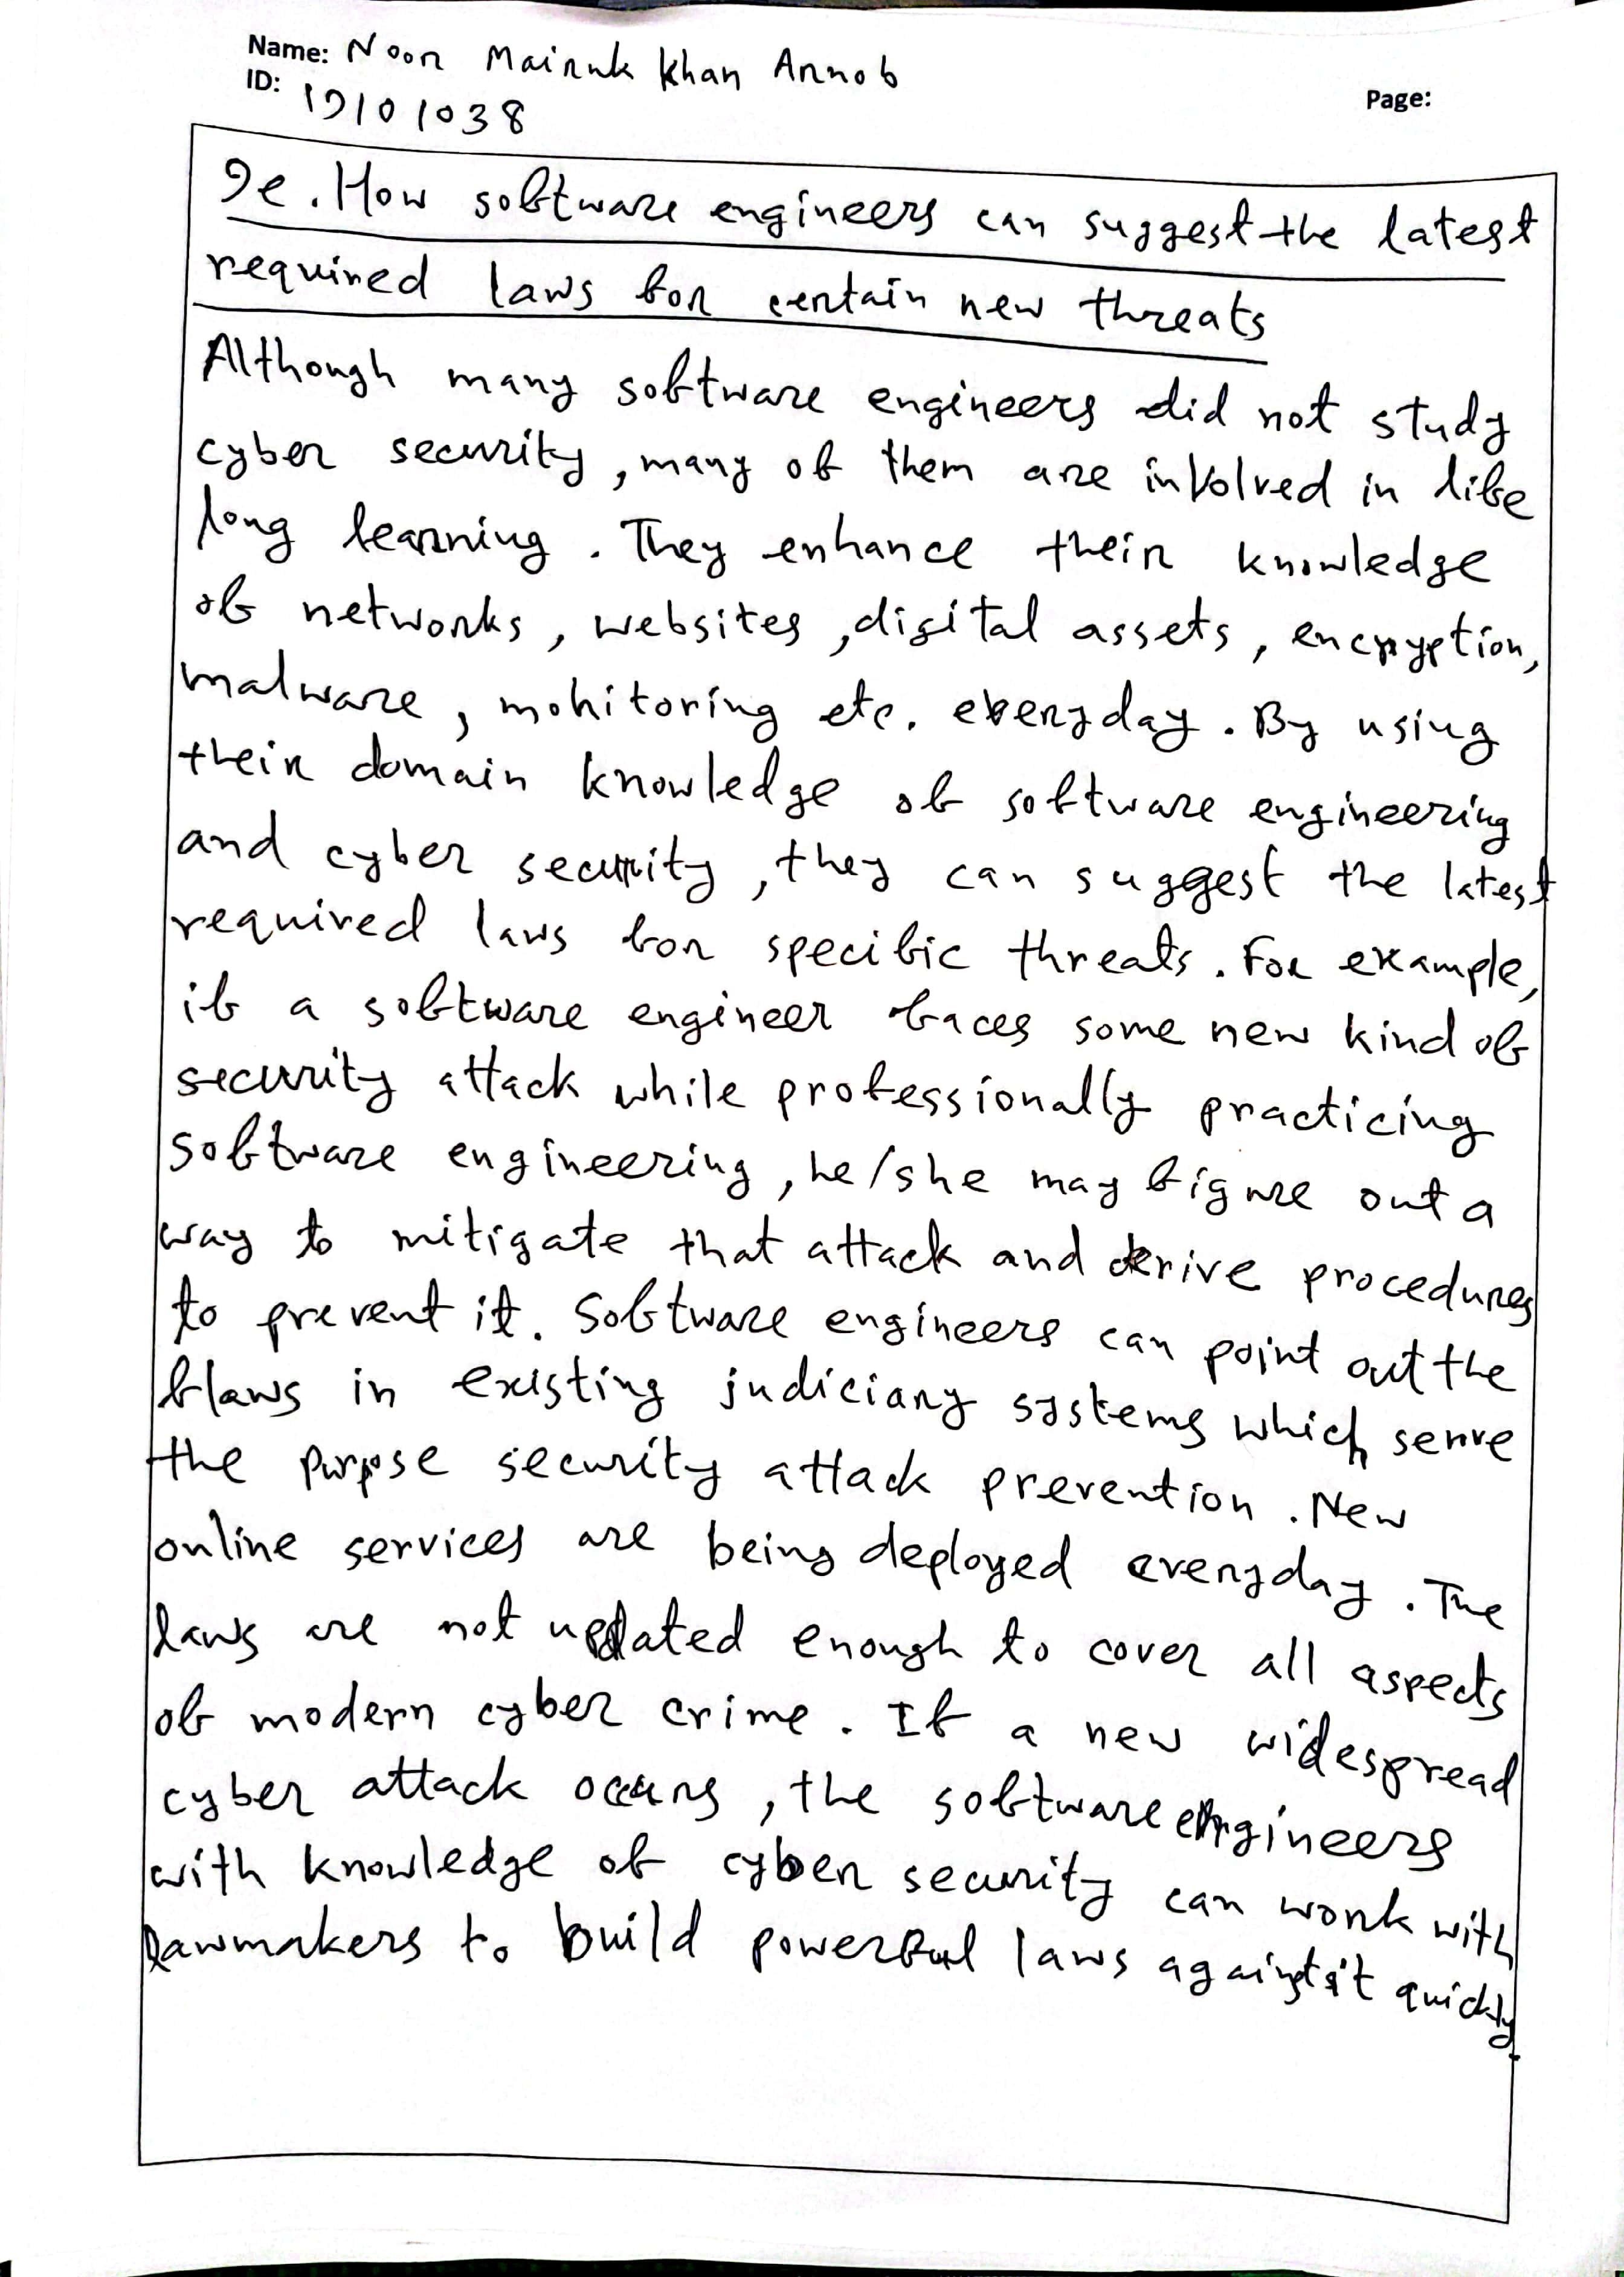 Name: Noor Mairuk Khan Arnob
ID: 19101038
Page:
9e. How software engineers can suggest the latest
required laws for certain new threats
Although many software engineers did not study
cyber security, many of them are involved in life
long learning. They enhance their knowledge
of networks, websites, digital assets, encryption,
malware, monitoring etc. everyday. By using
their domain knowledge of software engineering
and cyber security, they can suggest the latest
required laws for specific threats. For example,
if a software engineer faces some new kind of
security attack while professionally practicing
software engineering, he/she may figure out a
way to mitigate that attack and derive procedures
to prevent it. Software engineers can point out the
flaws in existing judiciary systems which serve
the purpose security attack prevention. New
online services are being deployed everyday. The
laws are not updated enough to cover all aspects
of modern cyber crime. If a new widespread
cyber attack occurs, the software engineers
with knowledge of cyber security can work with
lawmakers to build powerful laws against it quickly.